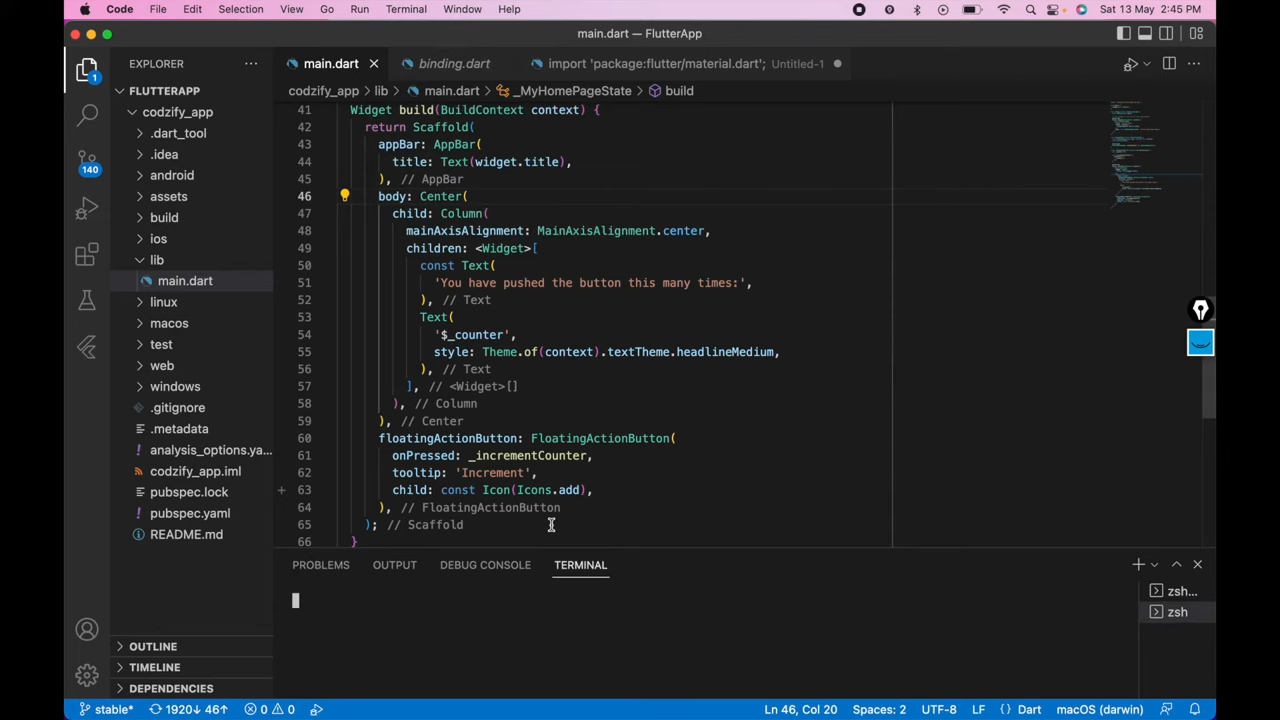 Code File Edit Selection View Go Run Terminal Window Help Sat 13 May 2:45 PM
main.dart — FlutterApp
EXPLORER
main.dart
binding.dart
import 'package:flutter/material.dart'; Untitled-1
codzify_app > lib > main.dart > _MyHomePageState > build
FLUTTERAPP
codzify_app
.dart_tool
.idea
android
assets
build
ios
lib
main.dart
linux
macos
test
web
windows
.gitignore
.metadata
analysis_options.ya...
codzify_app.iml
pubspec.lock
pubspec.yaml
README.md
OUTLINE
TIMELINE
DEPENDENCIES
1
140
41 Widget build(BuildContext context) {
42 return Scaffold(
43 appBar: AppBar(
44 title: Text(widget.title),
45 ), // AppBar
46 body: Center(
47 child: Column(
48 mainAxisAlignment: MainAxisAlignment.center,
49 children: <Widget>[
50 const Text(
51 'You have pushed the button this many times:',
52 ), // Text
53 Text(
54 '$_counter',
55 style: Theme.of(context).textTheme.headlineMedium,
56 ), // Text
57 ], // <Widget>[]
58 ), // Column
59 ), // Center
60 floatingActionButton: FloatingActionButton(
61 onPressed: _incrementCounter,
62 tooltip: 'Increment',
63 child: const Icon(Icons.add),
64 ), // FloatingActionButton
65 ); // Scaffold
66 }
PROBLEMS OUTPUT DEBUG CONSOLE TERMINAL
zsh...
zsh
stable* 1920↓ 46↑ 0 0 Ln 46, Col 20 Spaces: 2 UTF-8 LF {} Dart macOS (darwin)